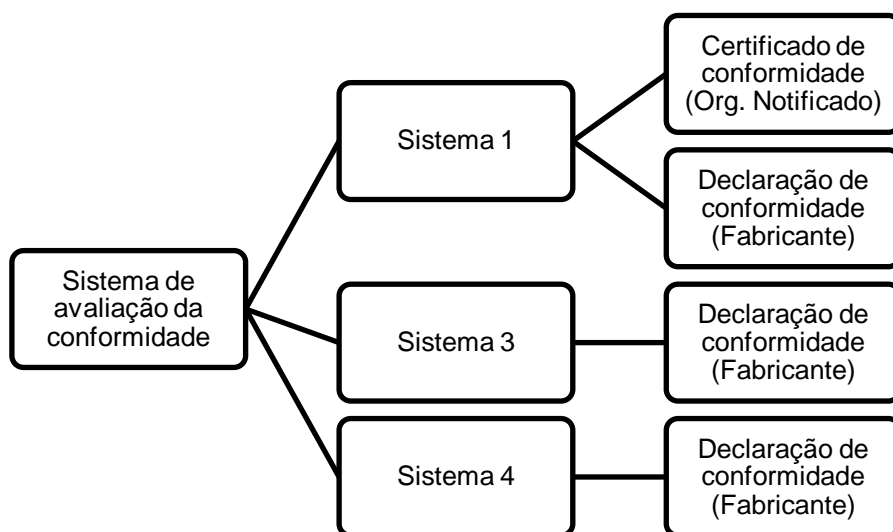 Sistema de
avaliação da
conformidade
Sistema 1
Certificado de
conformidade
(Org. Notificado)
Declaração de
conformidade
(Fabricante)
Sistema 3
Declaração de
conformidade
(Fabricante)
Sistema 4
Declaração de
conformidade
(Fabricante)